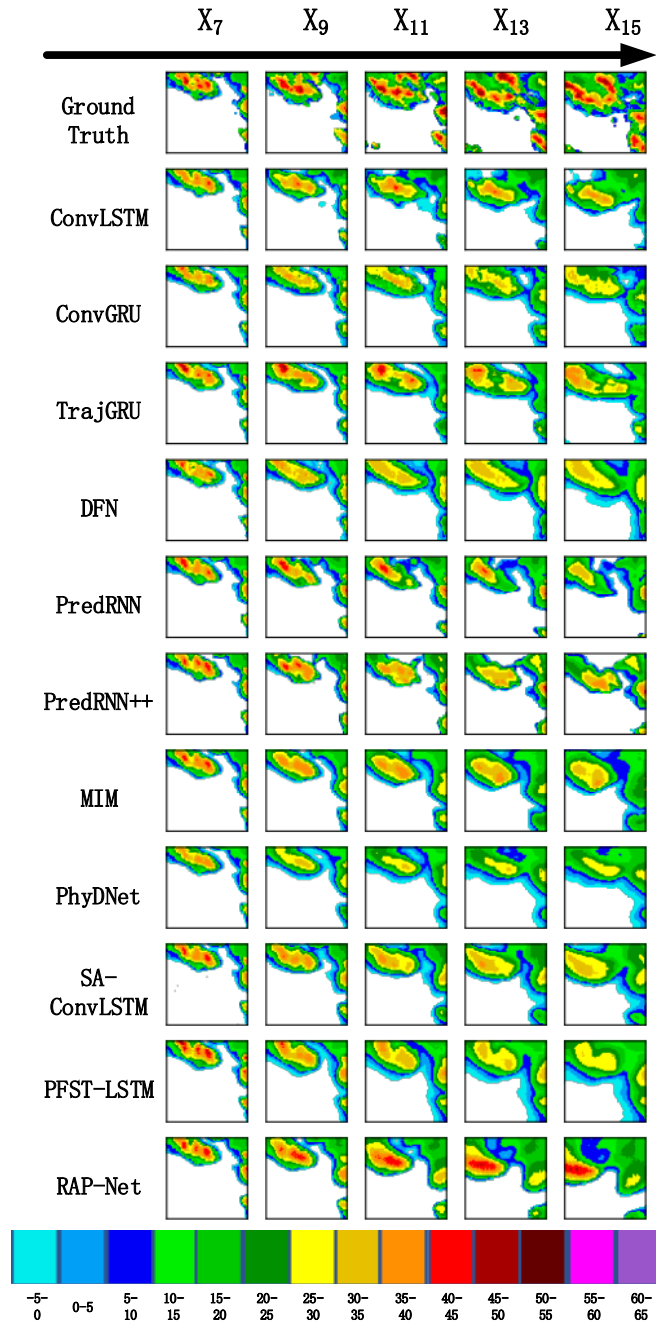 X7 X9 X11 X13 X15
Ground
Truth
ConvLSTM
ConvGRU
TrajGRU
DFN
PredRNN
PredRNN++
MIM
PhyDNet
SA-
ConvLSTM
PFST-LSTM
RAP-Net
-5- 0-5 5- 10- 15- 20- 25- 30- 35- 40- 45- 50- 55- 60-
0 10 15 20 25 30 35 40 45 50 55 60 65